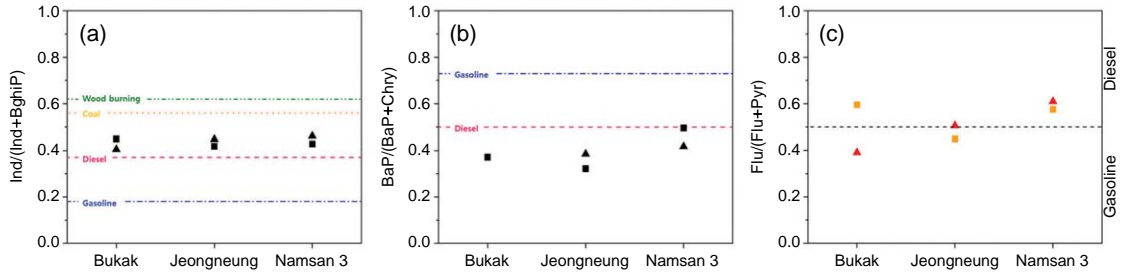 (a)
Ind/(Ind+BghiP)
1.0
0.8
0.6
0.4
0.2
0.0
Wood burning
Cool
Diesel
Gasoline
Bukak Jeongneung Namsan 3
(b)
BaP/(BaP+Chry)
1.0
0.8
0.6
0.4
0.2
0.0
Gasoline
Diesel
Bukak Jeongneung Namsan 3
(c)
Flu/(Flu+Pyr)
1.0
0.8
0.6
0.4
0.2
0.0
Diesel
Gasoline
Bukak Jeongneung Namsan 3